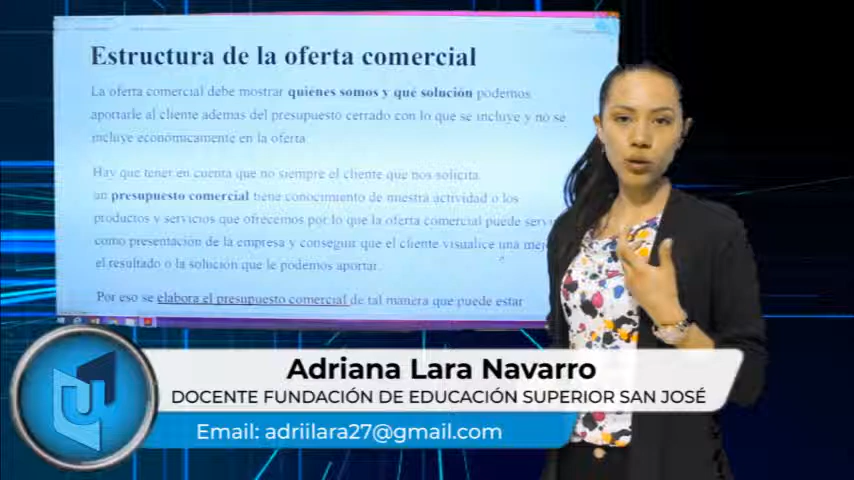 Estructura de la oferta comercial
La oferta comercial debe mostrar quienes somos y qué solución podemos
aportarle al cliente además del presupuesto cerrado con lo que se incluye y no se
incluye económicamente en la oferta
Hay que tener en cuenta que no siempre el cliente que nos solicita
un presupuesto comercial tiene conocimiento de nuestra actividad o los
productos y servicios que ofrecemos por lo que la oferta comercial puede
como presentación de la empresa y conseguir que el cliente visualice una
el resultado o la solución que le podemos aportar.
Por eso se elabora el presupuesto comercial de tal manera que puede estar
Adriana Lara Navarro
DOCENTE FUNDACIÓN DE EDUCACIÓN SUPERIOR SAN JOSÉ
Email: adriilara27@gmail.com